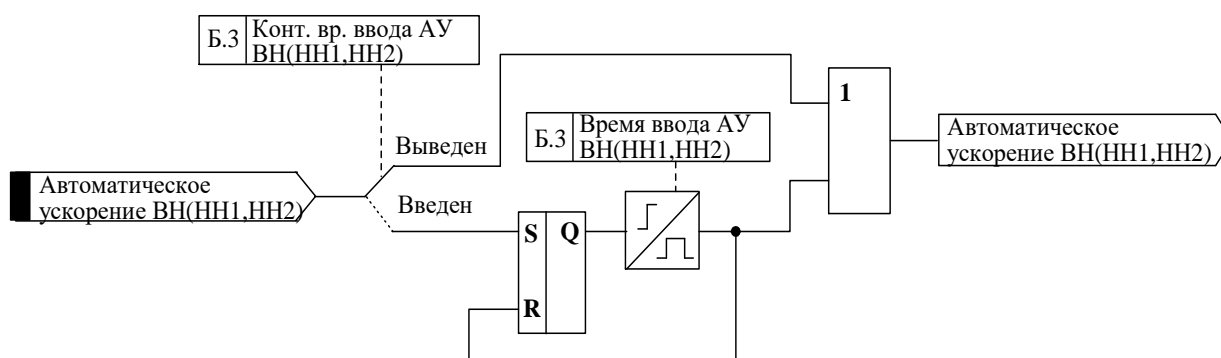 Б.3
Конт. вр. ввода АУ
ВН(НН1,НН2)
1
Б.3
Время ввода АУ
ВН(НН1,НН2)
Автоматическое
ускорение ВН(НН1,НН2)
Выведен
Автоматическое
ускорение ВН(НН1,НН2)
Введен
S
Q
R